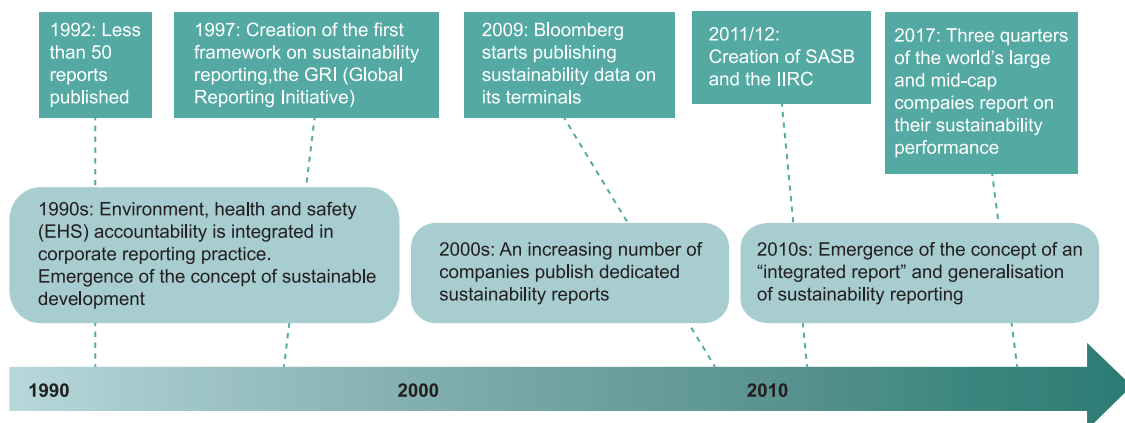 1992: Less
than 50
reports
published
1997: Creation of the first
framework on sustainability
reporting,the GRI (Global
Reporting Initiative)
2009: Bloomberg
starts publishing
sustainability data on
its terminals
2011/12:
Creation of SASB
and the IIRC
2017: Three quarters
of the world's large
and mid-cap
compaies report on
their sustainability
performance
1990s: Environment, health and safety
(EHS) accountability is integrated in
corporate reporting practice.
Emergence of the concept of sustainable
development
2000s: An increasing number of
companies publish dedicated
sustainability reports
2010s: Emergence of the concept of an
“integrated report” and generalisation
of sustainability reporting
1990
2000
2010